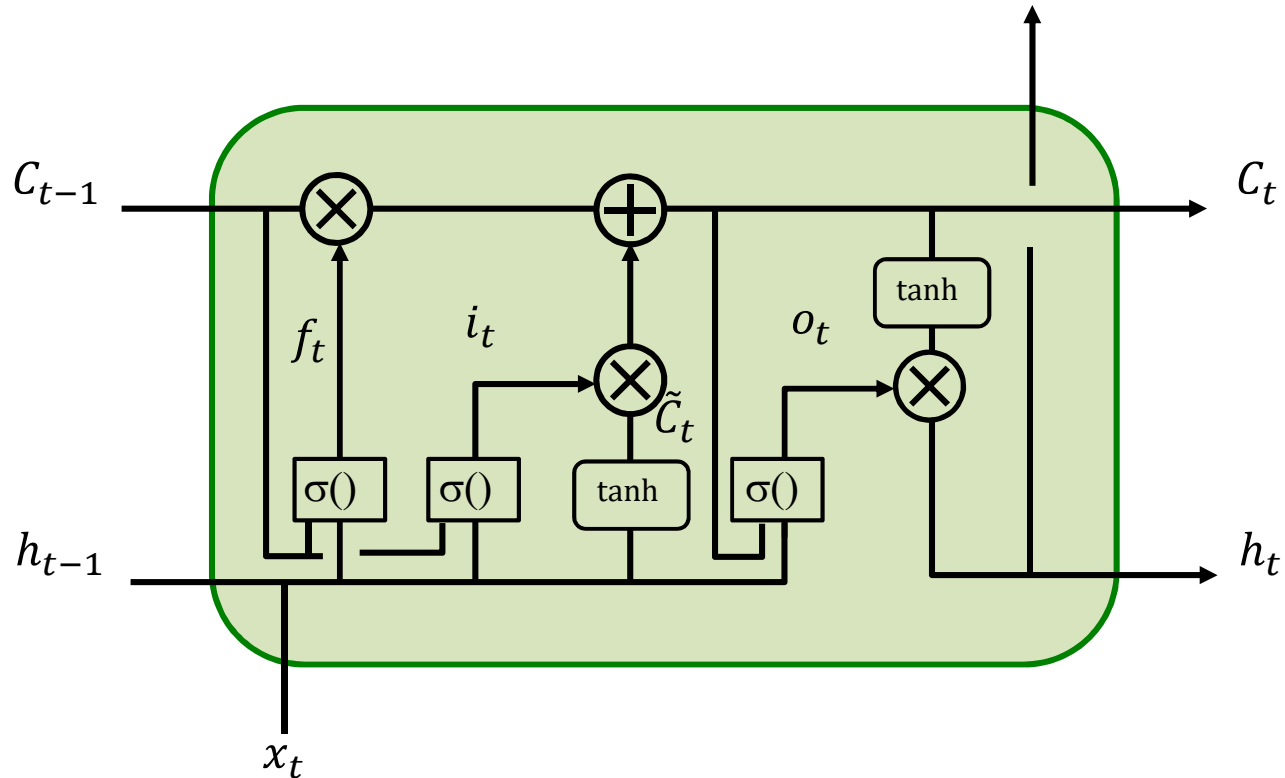 C_{t−1}
C_t
tanh
f_t
i_t
o_t
C̃_t
σ()
σ()
tanh
σ()
h_{t−1}
h_t
x_t